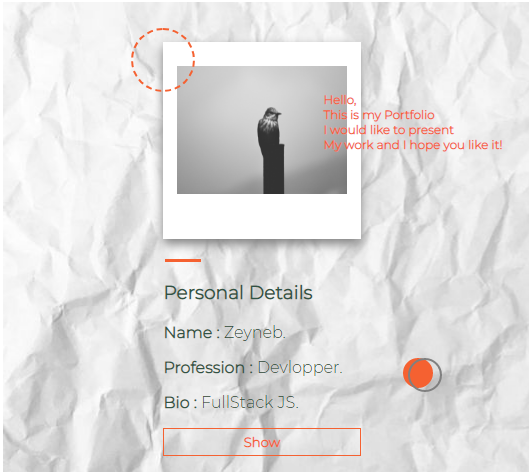 Hello,
This is my Portfolio
I would like to present
My work and I hope you like it!
Personal Details
Name : Zeyneb.
Profession : Devlopper.
Bio : FullStack JS.
Show